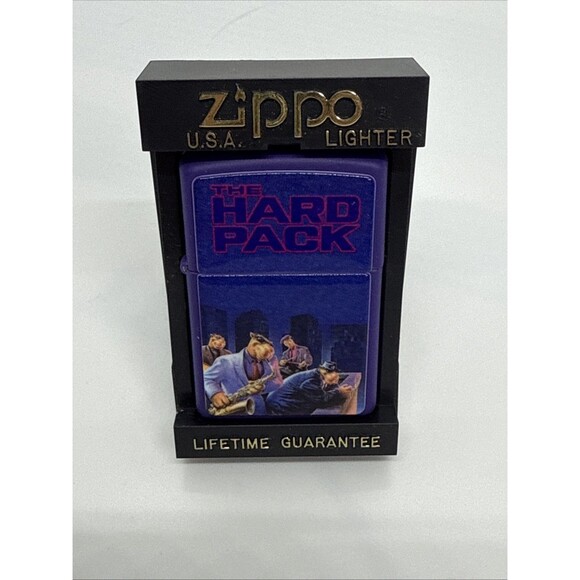 zippo
U.S.A. LIGHTER
THE
HARD
PACK
LIFETIME GUARANTEE